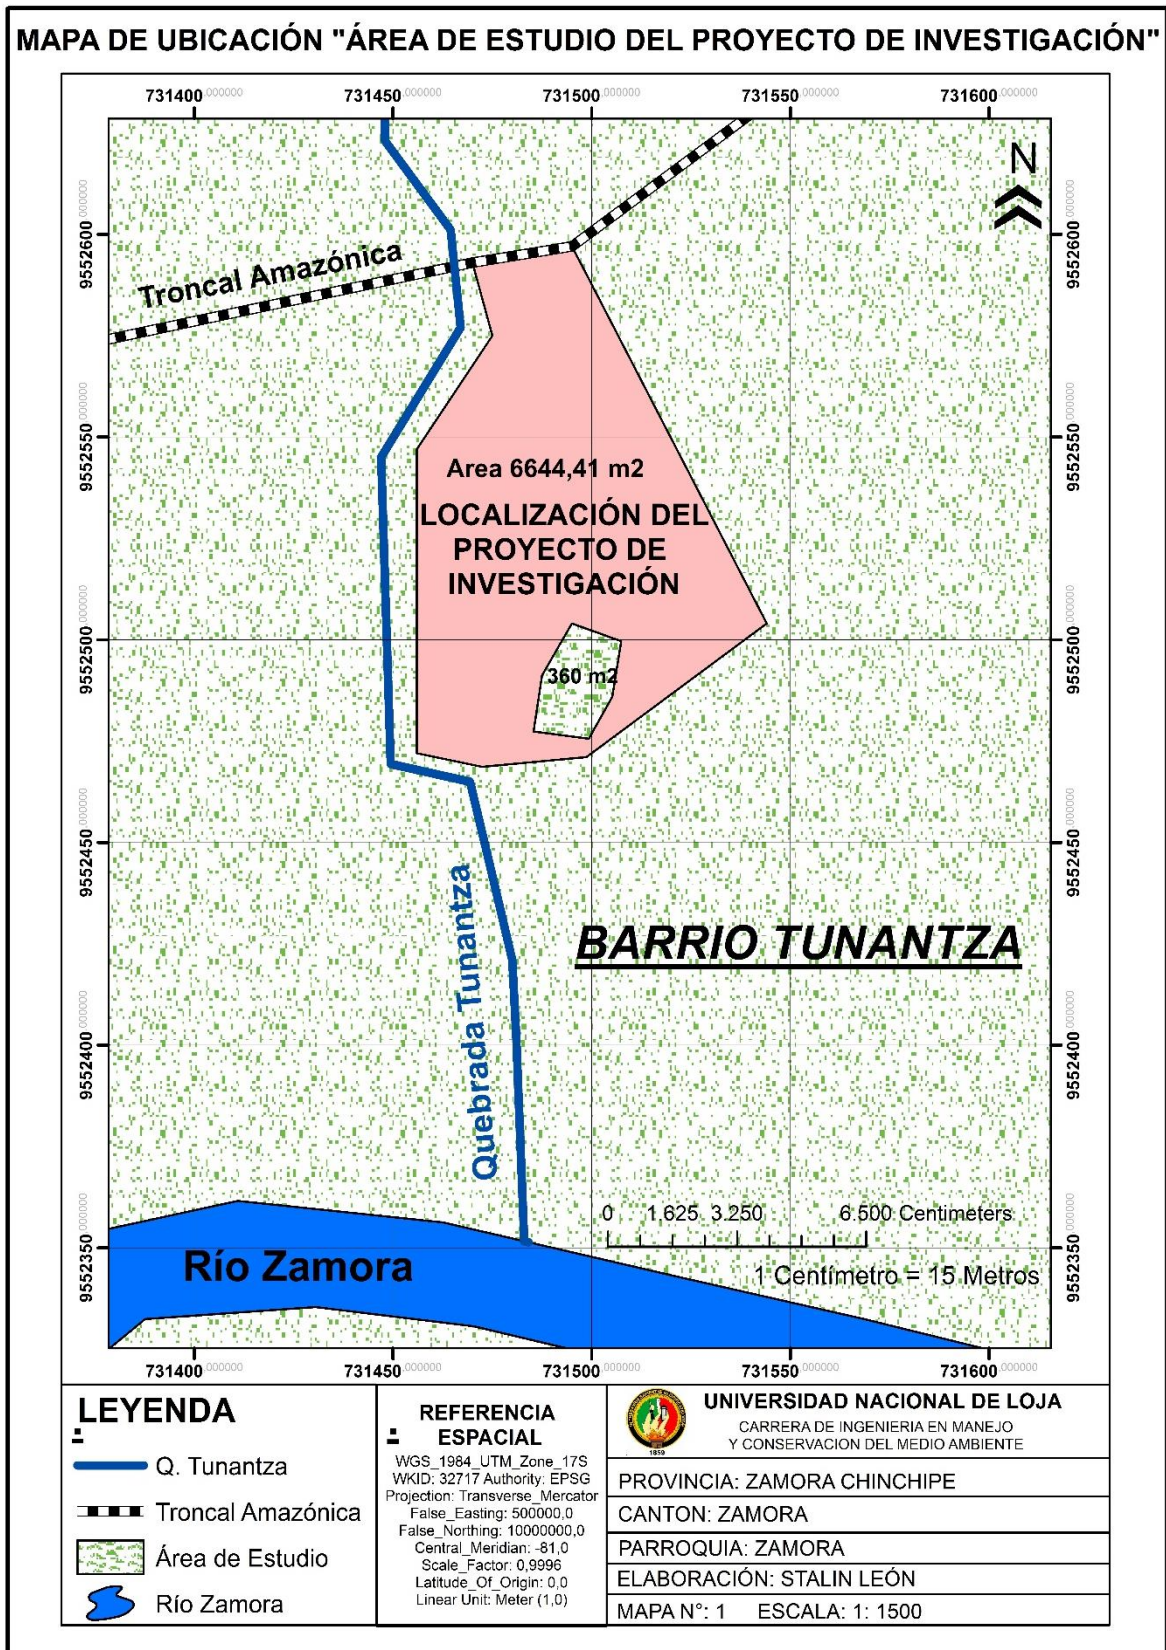 MAPA DE UBICACIÓN "ÁREA DE ESTUDIO DEL PROYECTO DE INVESTIGACIÓN"
731400,000000 731450,000000 731500,000000 731550,000000 731600,000000
N
9552600,000000 9552600,000000
Troncal Amazónica
9552550,000000 9552550,000000
Area 6644,41 m2
LOCALIZACIÓN DEL
PROYECTO DE
INVESTIGACIÓN
9552500,000000 9552500,000000
360 m2
9552450,000000 9552450,000000
Quebrada Tunantza
BARRIO TUNANTZA
9552400,000000 9552400,000000
0 1.625 3.250 6.500 Centimeters
9552350,000000 9552350,000000
1 Centímetro = 15 Metros
Río Zamora
731400,000000 731450,000000 731500,000000 731550,000000 731600,000000
LEYENDA
Q. Tunantza
Troncal Amazónica
Área de Estudio
Río Zamora
REFERENCIA
ESPACIAL
WGS_1984_UTM_Zone_17S
WKID: 32717 Authority: EPSG
Projection: Transverse_Mercator
False_Easting: 500000,0
False_Northing: 10000000,0
Central_Meridian: -81,0
Scale_Factor: 0,9996
Latitude_Of_Origin: 0,0
Linear Unit: Meter (1,0)
1859
UNIVERSIDAD NACIONAL DE LOJA
CARRERA DE INGENIERIA EN MANEJO
Y CONSERVACION DEL MEDIO AMBIENTE
PROVINCIA: ZAMORA CHINCHIPE
CANTON: ZAMORA
PARROQUIA: ZAMORA
ELABORACIÓN: STALIN LEÓN
MAPA N°: 1 ESCALA: 1: 1500